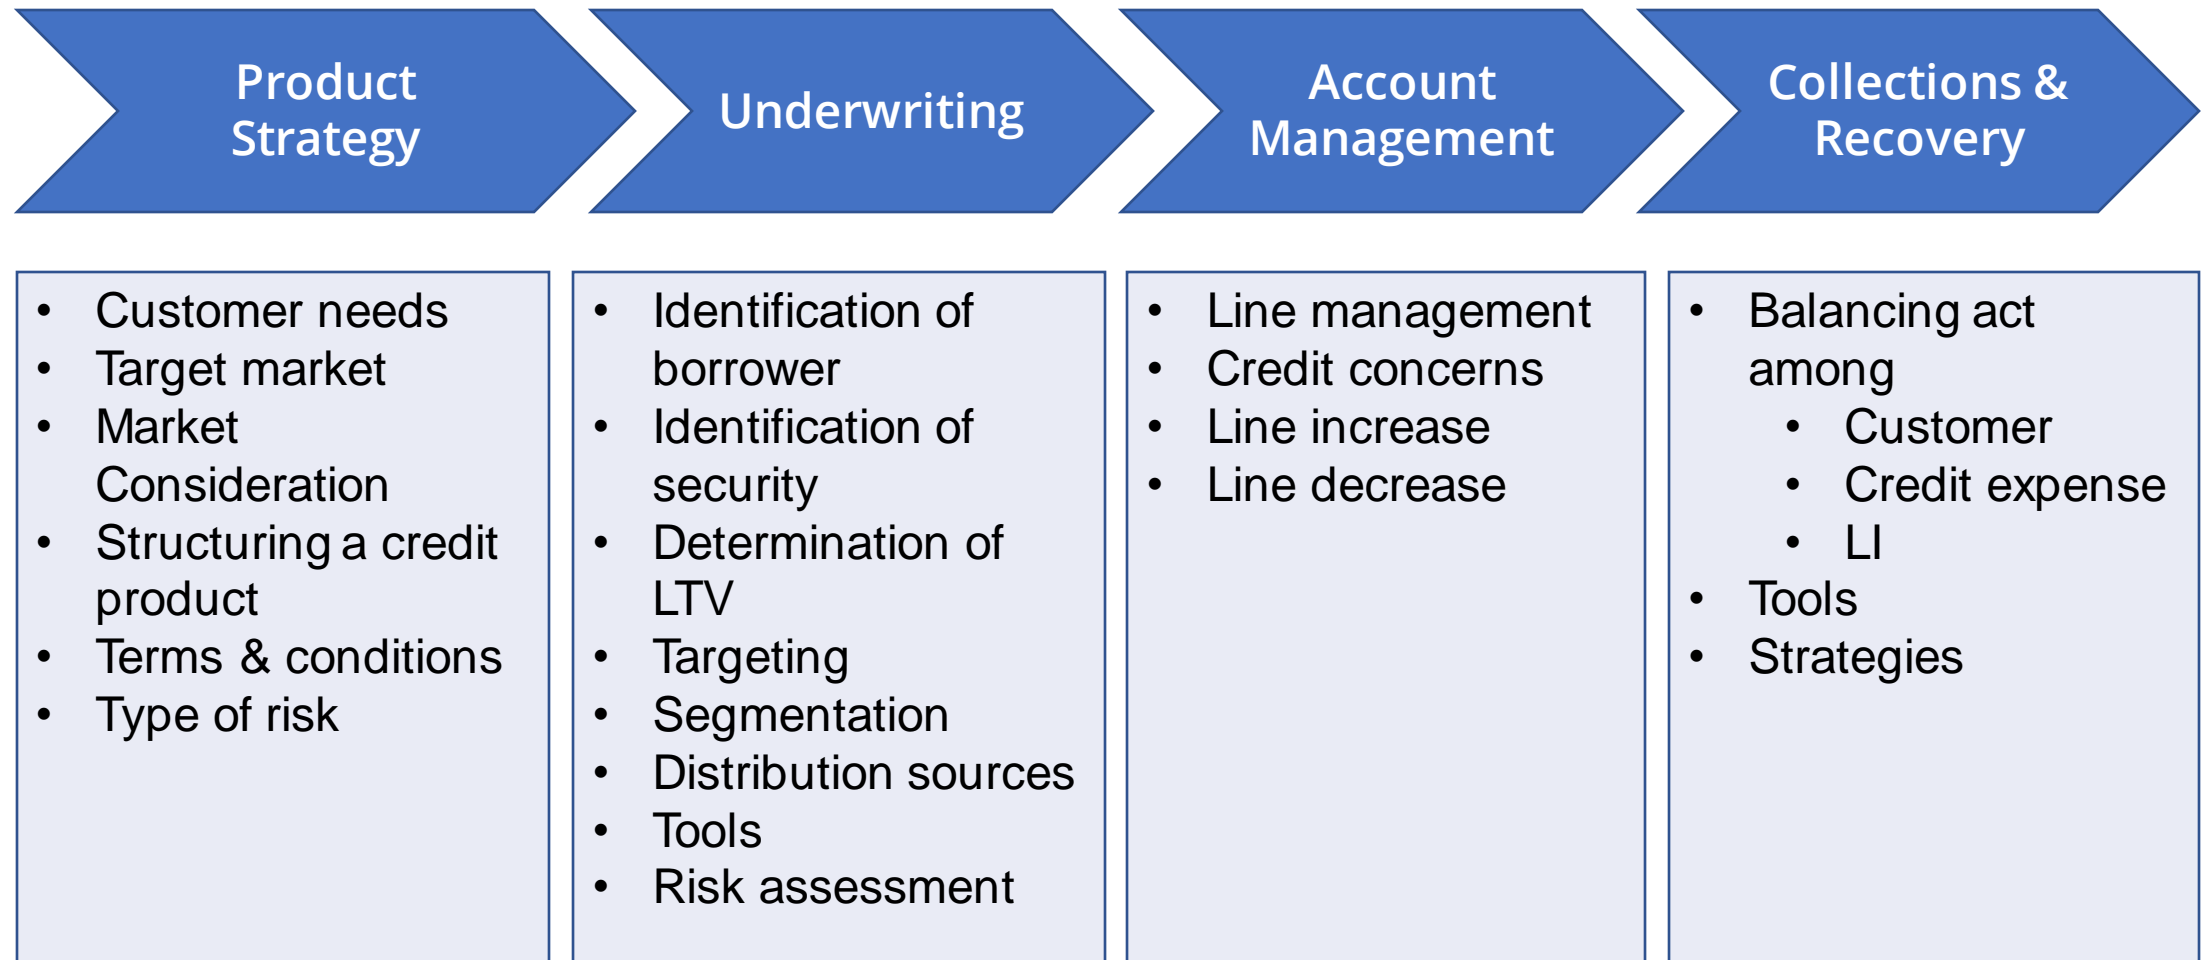 Product
Strategy
Underwriting
Account
Management
Collections &
Recovery
• Customer needs
• Target market
• Market
Consideration
• Structuring a credit
product
• Terms & conditions
• Type of risk
• Identification of
borrower
• Identification of
security
• Determination of
LTV
• Targeting
• Segmentation
• Distribution sources
• Tools
• Risk assessment
• Line management
• Credit concerns
• Line increase
• Line decrease
• Balancing act
among
• Customer
• Credit expense
• LI
• Tools
• Strategies